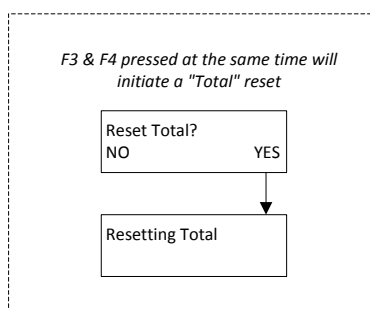 F3 & F4 pressed at the same time will
initiate a "Total" reset
Reset Total?
NO YES
Resetting Total